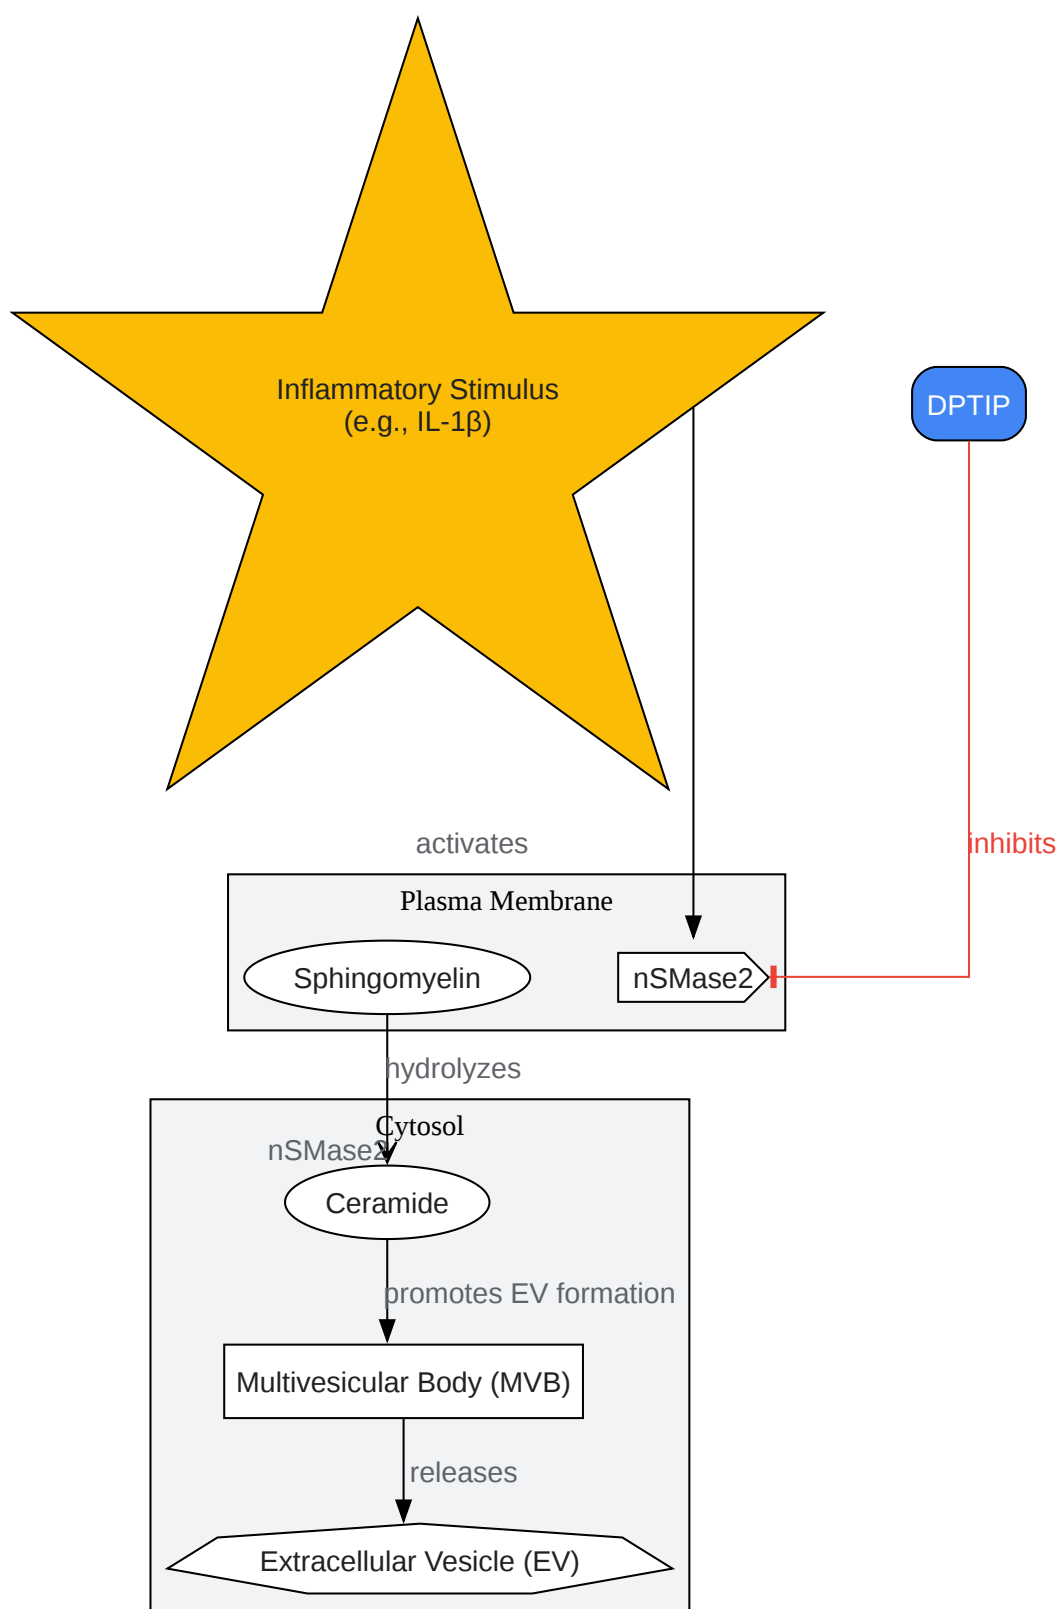 Inflammatory Stimulus
(e.g., IL-1β)
DPTIP
activates
inhibits
Plasma Membrane
Sphingomyelin
nSMase2
hydrolyzes
Cytosol
nSMase2
Ceramide
promotes EV formation
Multivesicular Body (MVB)
releases
Extracellular Vesicle (EV)